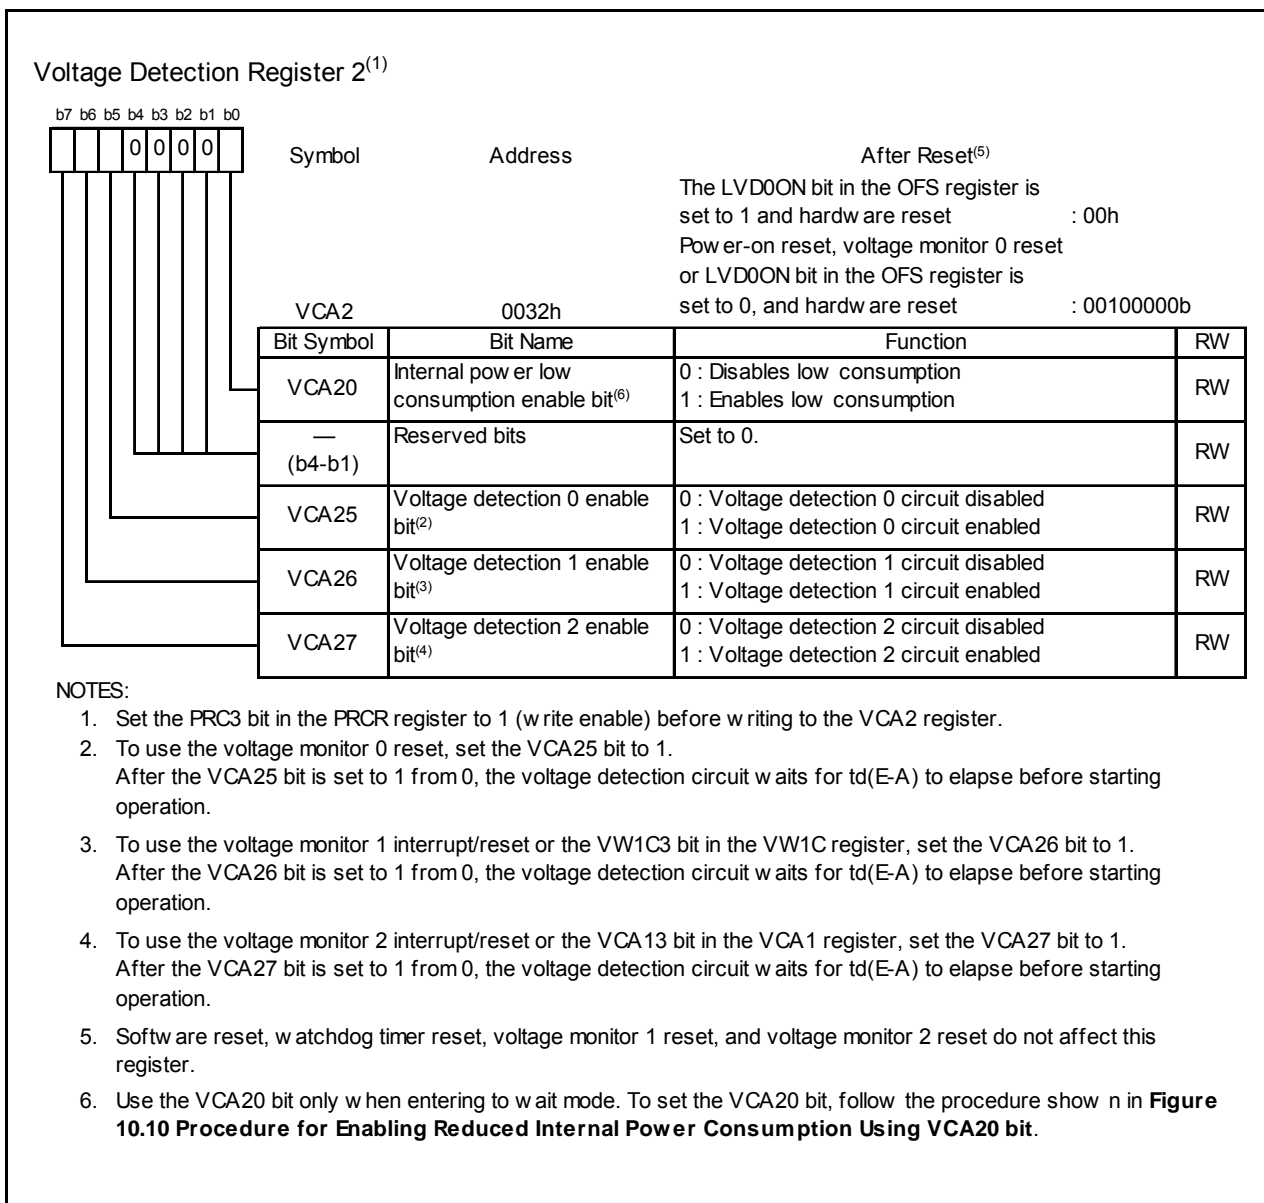 Voltage Detection Register 2(1)
b7 b6 b5 b4 b3 b2 b1 b0
0 0 0 0
Symbol Address After Reset(5)
The LVD0ON bit in the OFS register is
set to 1 and hardware reset : 00h
Power-on reset, voltage monitor 0 reset
or LVD0ON bit in the OFS register is
VCA2 0032h set to 0, and hardware reset : 00100000b
Bit Symbol Bit Name Function RW
VCA20 Internal power low 0 : Disables low consumption RW
consumption enable bit(6) 1 : Enables low consumption
— Reserved bits Set to 0. RW
(b4-b1)
VCA25 Voltage detection 0 enable 0 : Voltage detection 0 circuit disabled RW
bit(2) 1 : Voltage detection 0 circuit enabled
VCA26 Voltage detection 1 enable 0 : Voltage detection 1 circuit disabled RW
bit(3) 1 : Voltage detection 1 circuit enabled
VCA27 Voltage detection 2 enable 0 : Voltage detection 2 circuit disabled RW
bit(4) 1 : Voltage detection 2 circuit enabled
NOTES:
1. Set the PRC3 bit in the PRCR register to 1 (write enable) before writing to the VCA2 register.
2. To use the voltage monitor 0 reset, set the VCA25 bit to 1.
After the VCA25 bit is set to 1 from 0, the voltage detection circuit waits for td(E-A) to elapse before starting
operation.
3. To use the voltage monitor 1 interrupt/reset or the VW1C3 bit in the VW1C register, set the VCA26 bit to 1.
After the VCA26 bit is set to 1 from 0, the voltage detection circuit waits for td(E-A) to elapse before starting
operation.
4. To use the voltage monitor 2 interrupt/reset or the VCA13 bit in the VCA1 register, set the VCA27 bit to 1.
After the VCA27 bit is set to 1 from 0, the voltage detection circuit waits for td(E-A) to elapse before starting
operation.
5. Software reset, watchdog timer reset, voltage monitor 1 reset, and voltage monitor 2 reset do not affect this
register.
6. Use the VCA20 bit only when entering to wait mode. To set the VCA20 bit, follow the procedure shown in Figure
10.10 Procedure for Enabling Reduced Internal Power Consumption Using VCA20 bit.